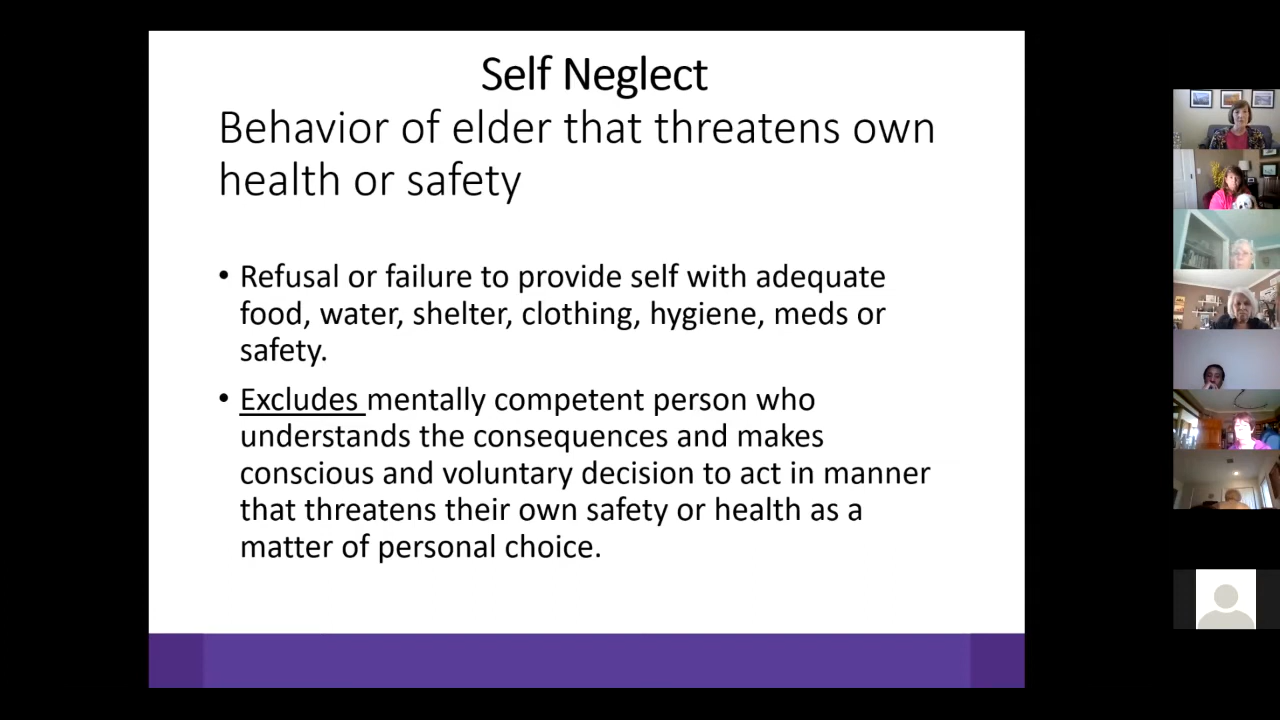 Self Neglect
Behavior of elder that threatens own
health or safety
• Refusal or failure to provide self with adequate
food, water, shelter, clothing, hygiene, meds or
safety.
• Excludes mentally competent person who
understands the consequences and makes
conscious and voluntary decision to act in manner
that threatens their own safety or health as a
matter of personal choice.